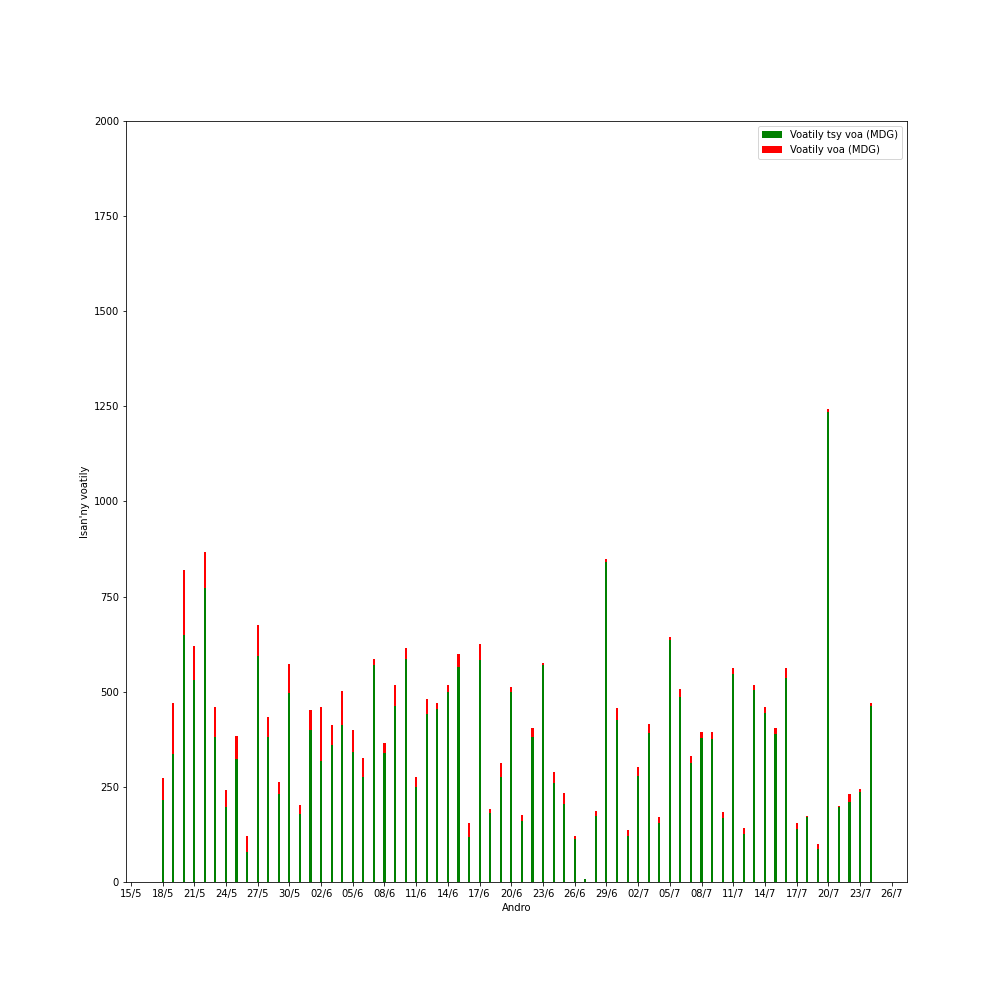 Voatily tsy voa (MDG)
Voatily voa (MDG)
2000
1750
1500
1250
1000
750
500
250
0
Isan'ny voatily
15/5 18/5 21/5 24/5 27/5 30/5 02/6 05/6 08/6 11/6 14/6 17/6 20/6 23/6 26/6 29/6 02/7 05/7 08/7 11/7 14/7 17/7 20/7 23/7 26/7
Andro